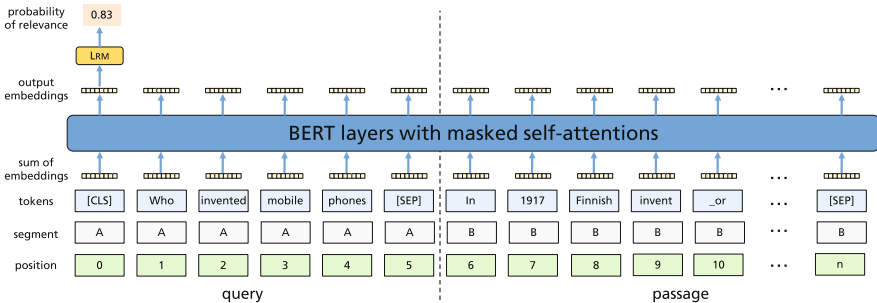 probability of relevance 0.83
LRM
output embeddings ...
BERT layers with masked self-attentions
sum of embeddings ...
tokens [CLS] Who invented mobile phones [SEP] In 1917 Finnish invent _or ... [SEP]
segment A A A A A A B B B B B ... B
position 0 1 2 3 4 5 6 7 8 9 10 ... n
query passage